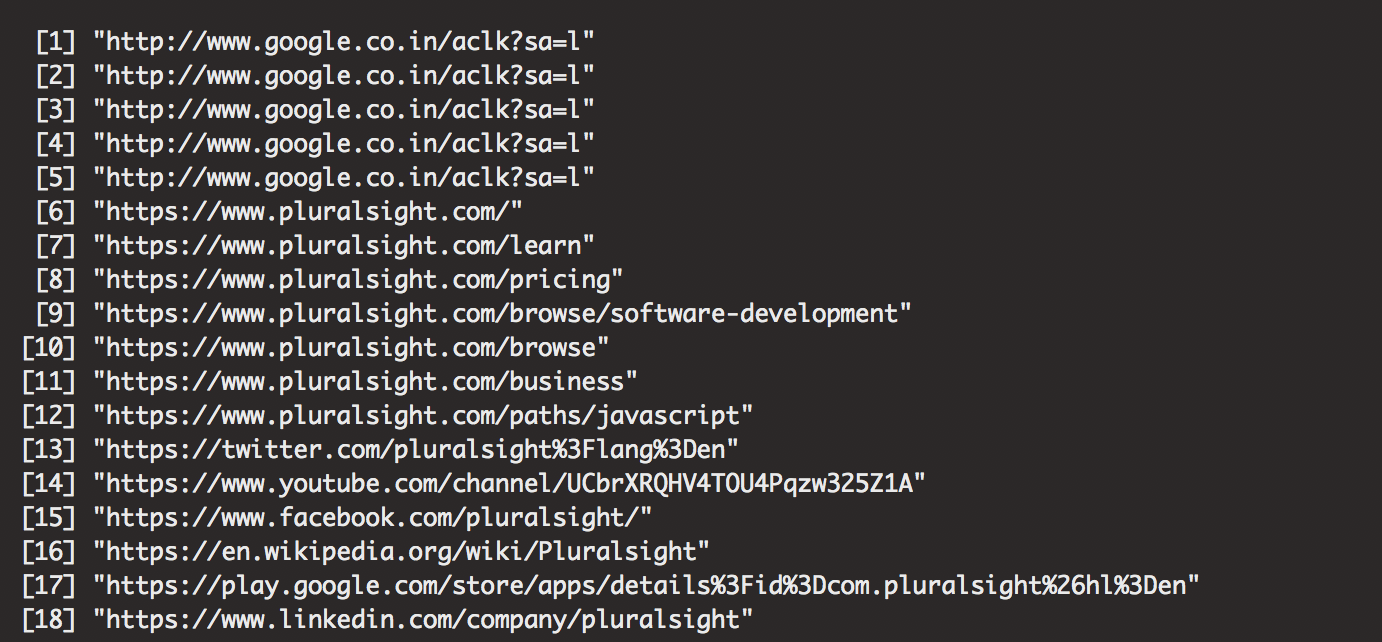 [1] "http://www.google.co.in/aclk?sa=l"
[2] "http://www.google.co.in/aclk?sa=l"
[3] "http://www.google.co.in/aclk?sa=l"
[4] "http://www.google.co.in/aclk?sa=l"
[5] "http://www.google.co.in/aclk?sa=l"
[6] "https://www.pluralsight.com/"
[7] "https://www.pluralsight.com/learn"
[8] "https://www.pluralsight.com/pricing"
[9] "https://www.pluralsight.com/browse/software-development"
[10] "https://www.pluralsight.com/browse"
[11] "https://www.pluralsight.com/business"
[12] "https://www.pluralsight.com/paths/javascript"
[13] "https://twitter.com/pluralsight%3Flang%3Den"
[14] "https://www.youtube.com/channel/UCbrXRQHV4TOU4Pqzw325Z1A"
[15] "https://www.facebook.com/pluralsight/"
[16] "https://en.wikipedia.org/wiki/Pluralsight"
[17] "https://play.google.com/store/apps/details%3Fid%3Dcom.pluralsight%26hl%3Den"
[18] "https://www.linkedin.com/company/pluralsight"